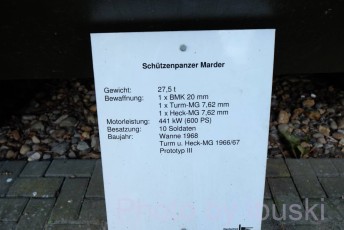 Schützenpanzer Marder
Gewicht: 27,5 t
Bewaffnung: 1 x BMK 20 mm
1 x Turm-MG 7,62 mm
1 x Heck-MG 7,62 mm
Motorleistung: 441 kW (600 PS)
Besatzung: 10 Soldaten
Baujahr: Wanne 1968
Turm u. Heck-MG 1966/67
Prototyp III